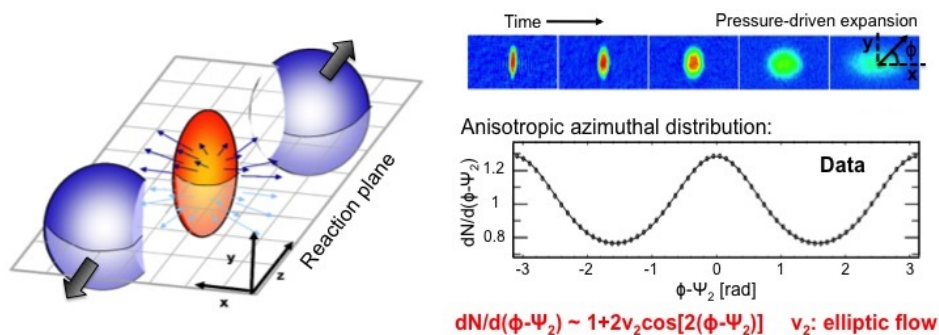 Reaction plane
y
z
x
Time
Pressure-driven expansion
y
ϕ
x
Anisotropic azimuthal distribution:
Data
dN/d(ϕ-Ψ₂)
1.2
1
0.8
-3 -2 -1 0 1 2 3
ϕ-Ψ₂ [rad]
dN/d(ϕ-Ψ₂) ~ 1+2v₂cos[2(ϕ-Ψ₂)] v₂: elliptic flow